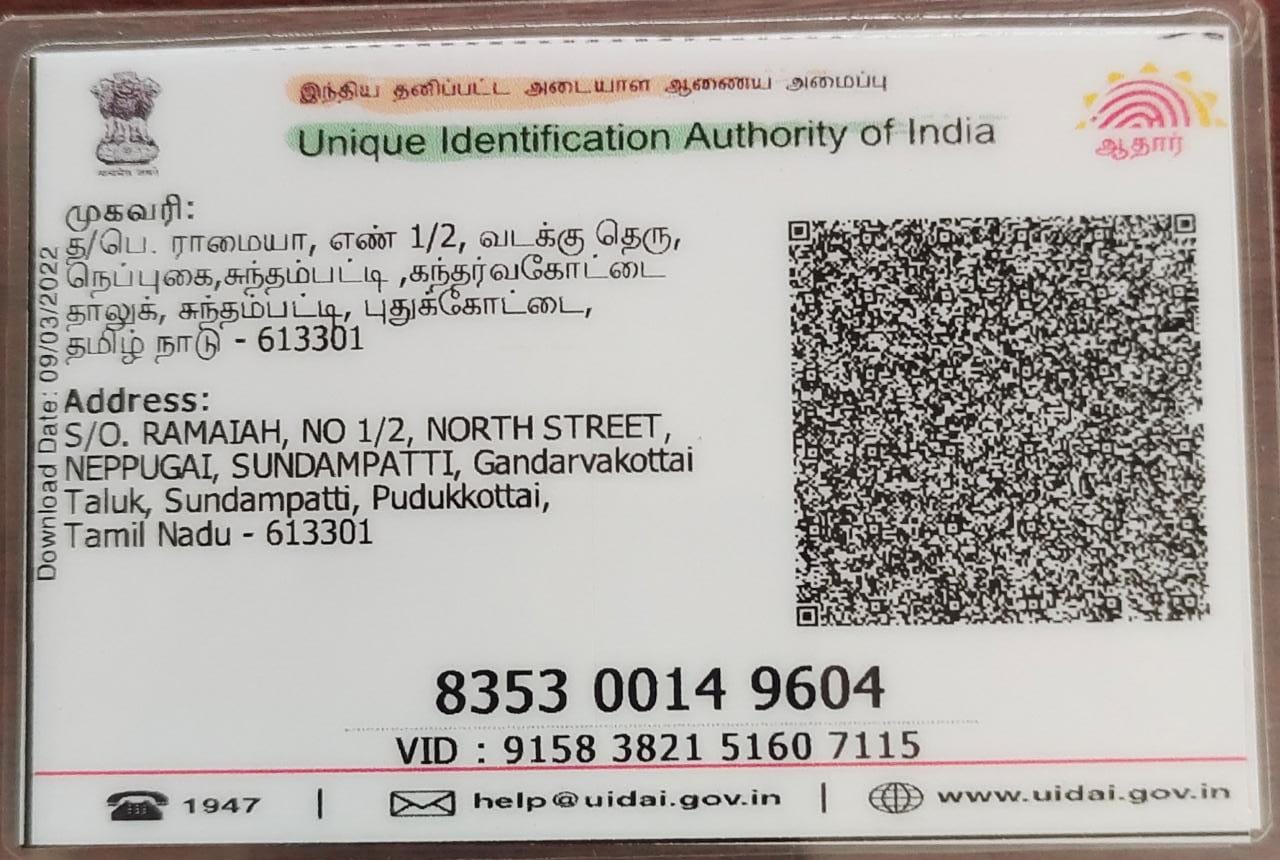 இந்திய தனிப்பட்ட அடையாள ஆணைய அமைப்பு
Unique Identification Authority of India
ஆதார்
முகவரி:
த/பெ. ராமையா, எண் 1/2, வடக்கு தெரு,
நெப்புகை,சுந்தம்பட்டி ,கந்தர்வகோட்டை
தாலுக், சுந்தம்பட்டி, புதுக்கோட்டை,
தமிழ் நாடு - 613301
Address:
S/O. RAMAIAH, NO 1/2, NORTH STREET,
NEPPUGAI, SUNDAMPATTI, Gandarvakottai
Taluk, Sundampatti, Pudukkottai,
Tamil Nadu - 613301
Download Date: 09/03/2022
8353 0014 9604
VID : 9158 3821 5160 7115
1947 | help@uidai.gov.in | www.uidai.gov.in